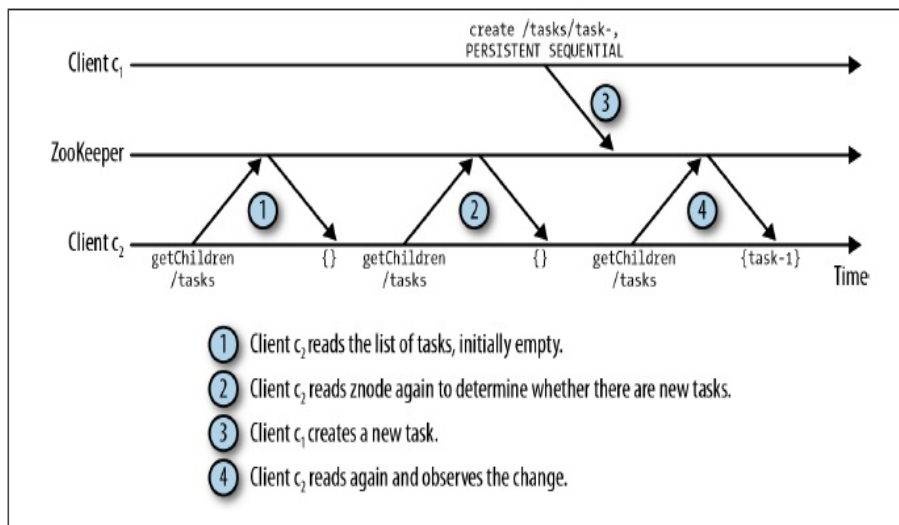 create /tasks/task-,
PERSISTENT SEQUENTIAL
Client c₁
3
ZooKeeper
1
2
4
Client c₂
getChildren
/tasks
{}
getChildren
/tasks
{}
getChildren
/tasks
{task-1}
Time
1 Client c₂ reads the list of tasks, initially empty.
2 Client c₂ reads znode again to determine whether there are new tasks.
3 Client c₁ creates a new task.
4 Client c₂ reads again and observes the change.